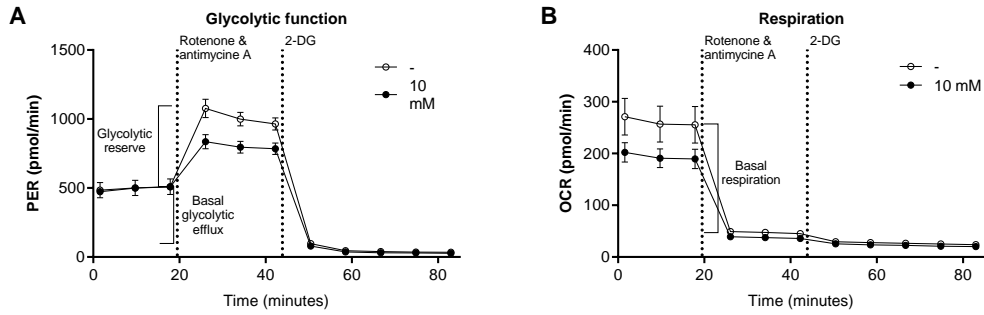 A
Glycolytic function
Rotenone &
antimycine A
2-DG
-
10
mM
Glycolytic
reserve
Basal
glycolytic
efflux
PER (pmol/min)
1500
1000
500
0
0
20
40
60
80
Time (minutes)
B
Respiration
Rotenone &
antimycine A
2-DG
-
10 mM
Basal
respiration
OCR (pmol/min)
400
300
200
100
0
0
20
40
60
80
Time (minutes)